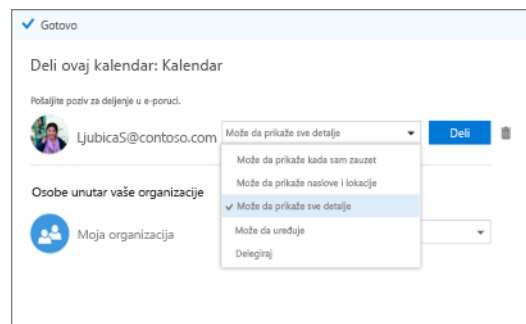 Gotovo
Deli ovaj kalendar: Kalendar
Pošaljite poziv za deljenje u e-poruci.
LjubicaS@contoso.com Može da prikaže sve detalje Deli
Može da prikaže kada sam zauzet
Može da prikaže naslove i lokacije
Osobe unutar vaše organizacije
Može da prikaže sve detalje
Moja organizacija
Može da uređuje
Delegiraj